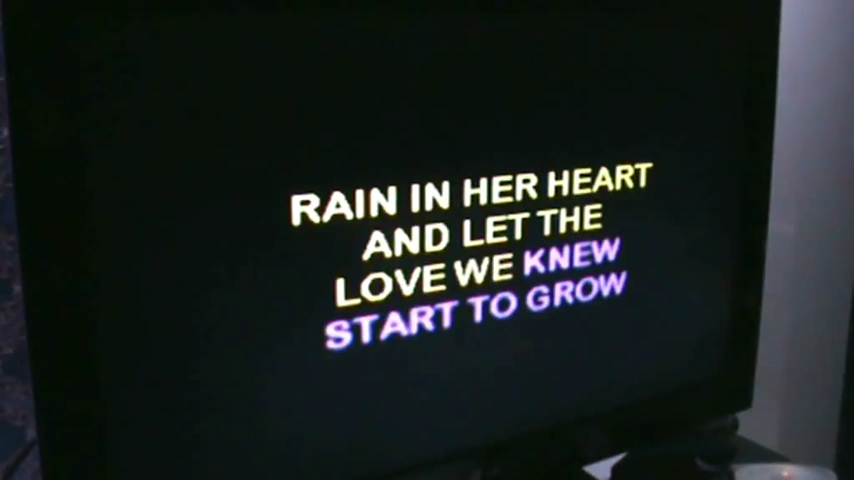 RAIN IN HER HEART
AND LET THE
LOVE WE KNEW
START TO GROW